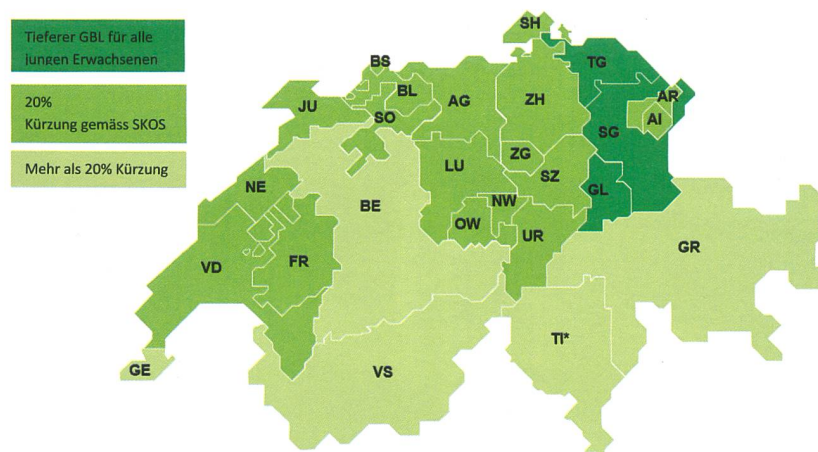 Tieferer GBL für alle
jungen Erwachsenen
20%
Kürzung gemäss SKOS
Mehr als 20% Kürzung
SH
BS
TG
BL
JU
AG
ZH
AR
SO
AI
SG
ZG
LU
SZ
NE
GL
NW
BE
OW
UR
GR
VD
FR
TI*
GE
VS